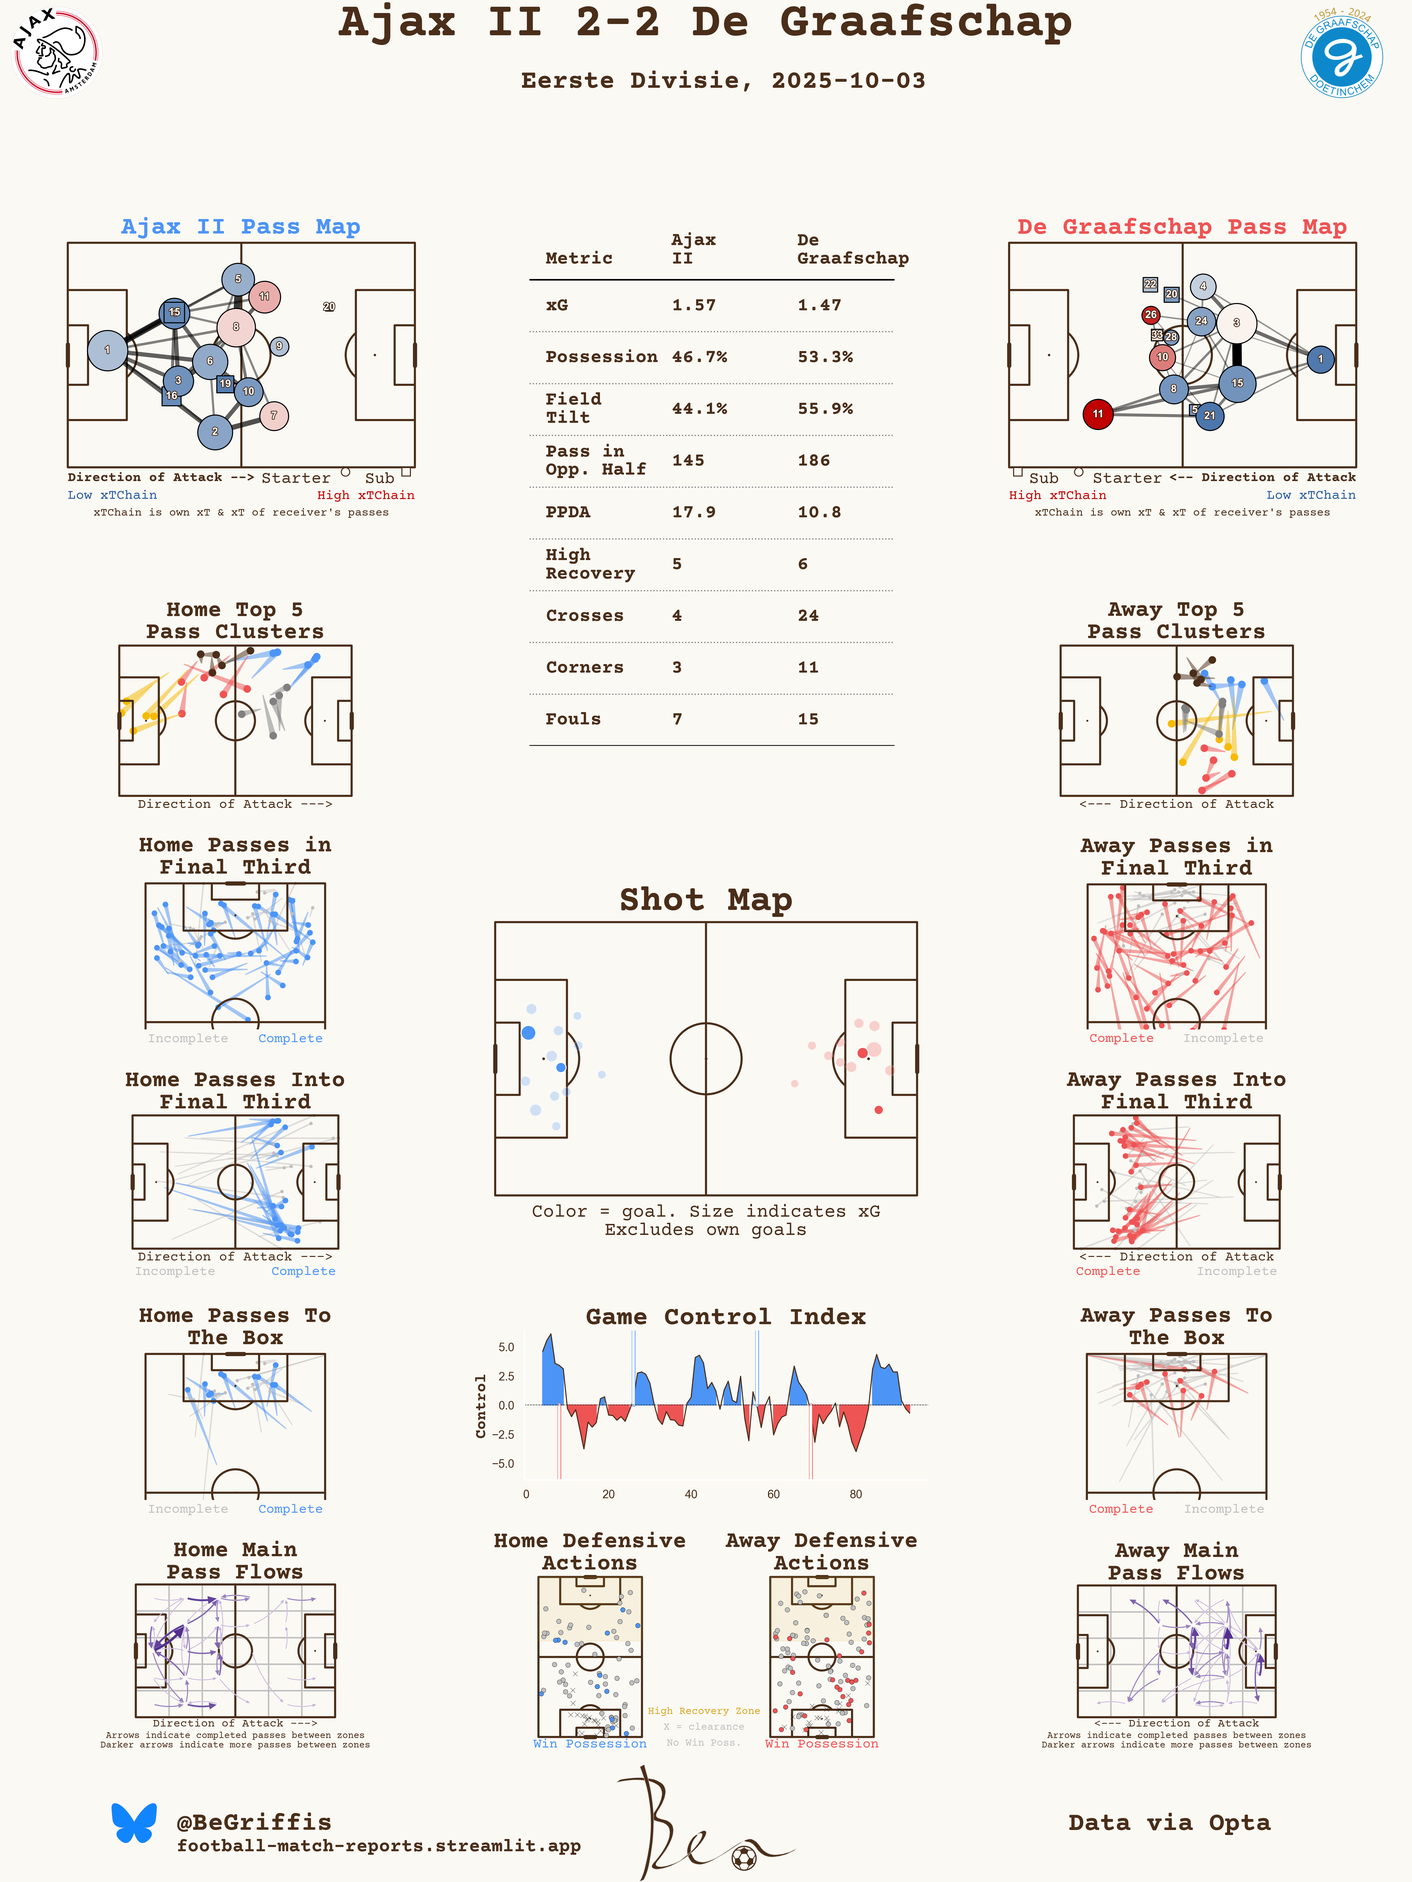 Ajax II 2-2 De Graafschap
Eerste Divisie, 2025-10-03
AJAX
AMSTERDAM
1954 - 2024
DE GRAAFSCHAP
DOETINCHEM
Ajax II Pass Map
5
11
15
20
8
1
9
6
3
19
10
16
7
2
Direction of Attack --> Starter Sub
Low xTChain High xTChain
xTChain is own xT & xT of receiver's passes
Metric Ajax II De Graafschap
xG 1.57 1.47
Possession 46.7% 53.3%
Field Tilt 44.1% 55.9%
Pass in Opp. Half 145 186
PPDA 17.9 10.8
High Recovery 5 6
Crosses 4 24
Corners 3 11
Fouls 7 15
De Graafschap Pass Map
22
4
20
26
24
3
33
28
10
1
15
8
11
5
21
Sub Starter <-- Direction of Attack
High xTChain Low xTChain
xTChain is own xT & xT of receiver's passes
Home Top 5
Pass Clusters
Direction of Attack --->
Away Top 5
Pass Clusters
<--- Direction of Attack
Home Passes in
Final Third
Incomplete Complete
Away Passes in
Final Third
Complete Incomplete
Shot Map
Color = goal. Size indicates xG
Excludes own goals
Home Passes Into
Final Third
Direction of Attack --->
Incomplete Complete
Away Passes Into
Final Third
<--- Direction of Attack
Complete Incomplete
Home Passes To
The Box
Incomplete Complete
Game Control Index
Control
5.0
2.5
0.0
−2.5
−5.0
0 20 40 60 80
Away Passes To
The Box
Complete Incomplete
Home Main
Pass Flows
Direction of Attack --->
Arrows indicate completed passes between zones
Darker arrows indicate more passes between zones
Home Defensive
Actions
Win Possession
Away Defensive
Actions
Win Possession
High Recovery Zone
X = clearance
No Win Poss.
Away Main
Pass Flows
<--- Direction of Attack
Arrows indicate completed passes between zones
Darker arrows indicate more passes between zones
@BeGriffis
football-match-reports.streamlit.app
Ben
Data via Opta